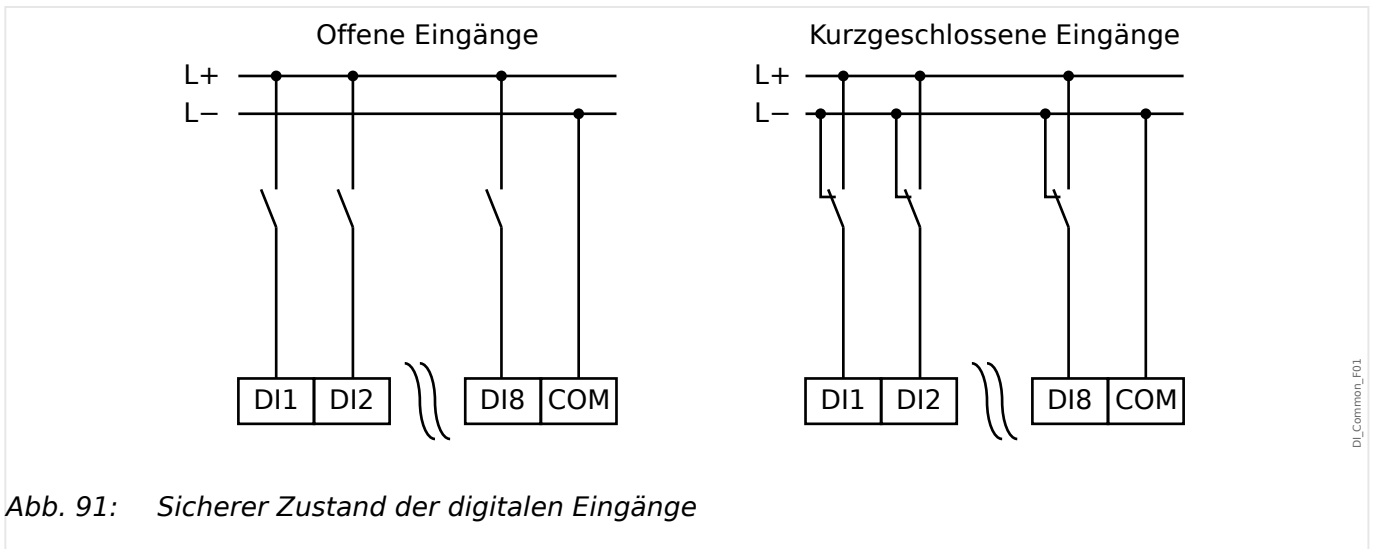 Offene Eingänge
L+
L−
DI1 DI2 DI8 COM
Kurzgeschlossene Eingänge
L+
L−
DI1 DI2 DI8 COM
DI_Common_F01
Abb. 91: Sicherer Zustand der digitalen Eingänge